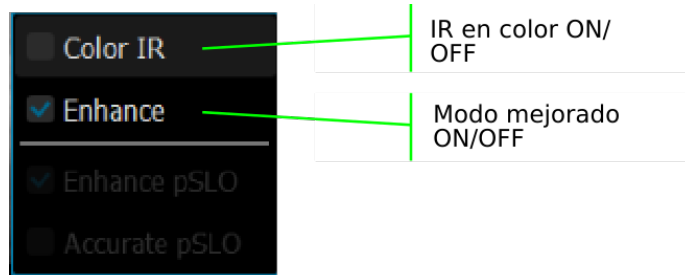 Color IR
IR en color ON/
OFF
Enhance
Modo mejorado
ON/OFF
Enhance pSLO
Accurate pSLO